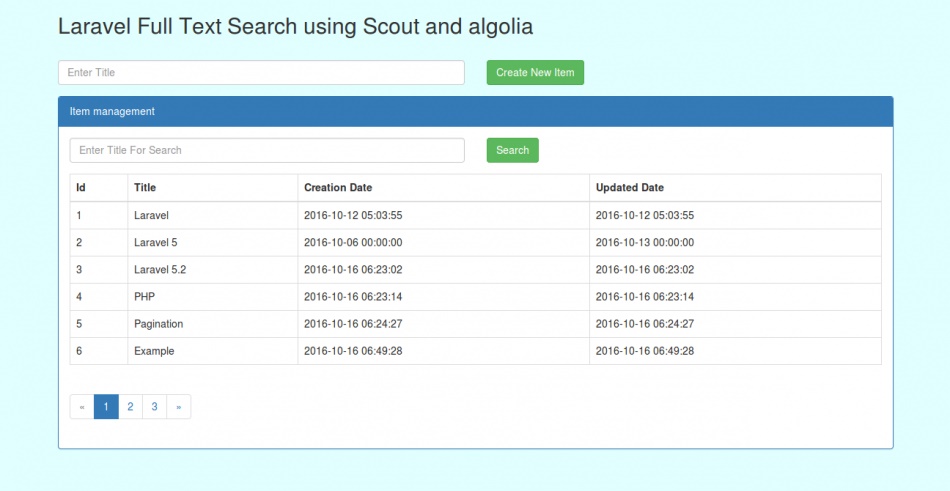 Laravel Full Text Search using Scout and algolia
Enter Title Create New Item
Item management
Enter Title For Search Search
Id Title Creation Date Updated Date
1 Laravel 2016-10-12 05:03:55 2016-10-12 05:03:55
2 Laravel 5 2016-10-06 00:00:00 2016-10-13 00:00:00
3 Laravel 5.2 2016-10-16 06:23:02 2016-10-16 06:23:02
4 PHP 2016-10-16 06:23:14 2016-10-16 06:23:14
5 Pagination 2016-10-16 06:24:27 2016-10-16 06:24:27
6 Example 2016-10-16 06:49:28 2016-10-16 06:49:28
« 1 2 3 »